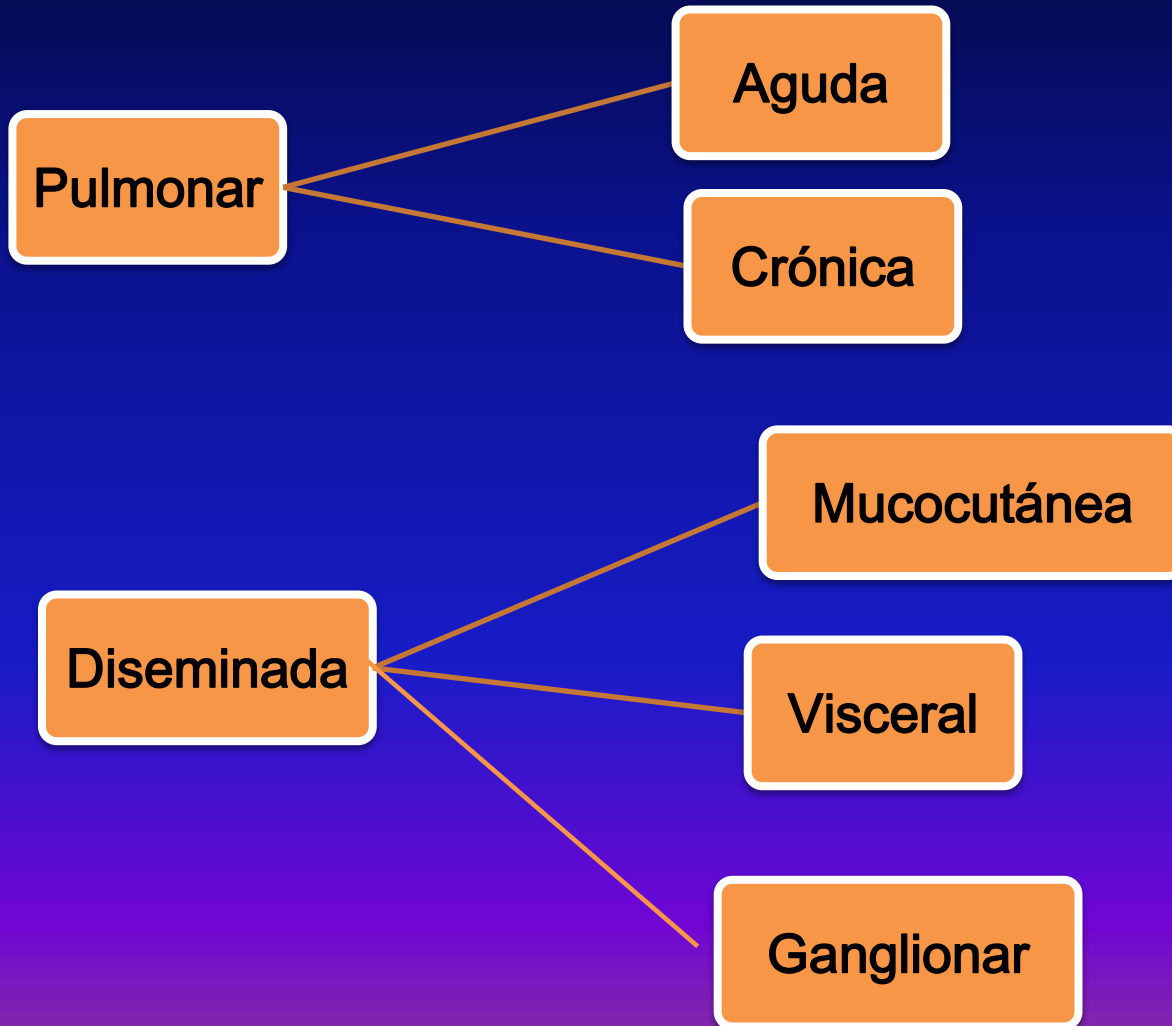 Pulmonar
Aguda
Crónica
Diseminada
Mucocutánea
Visceral
Ganglionar